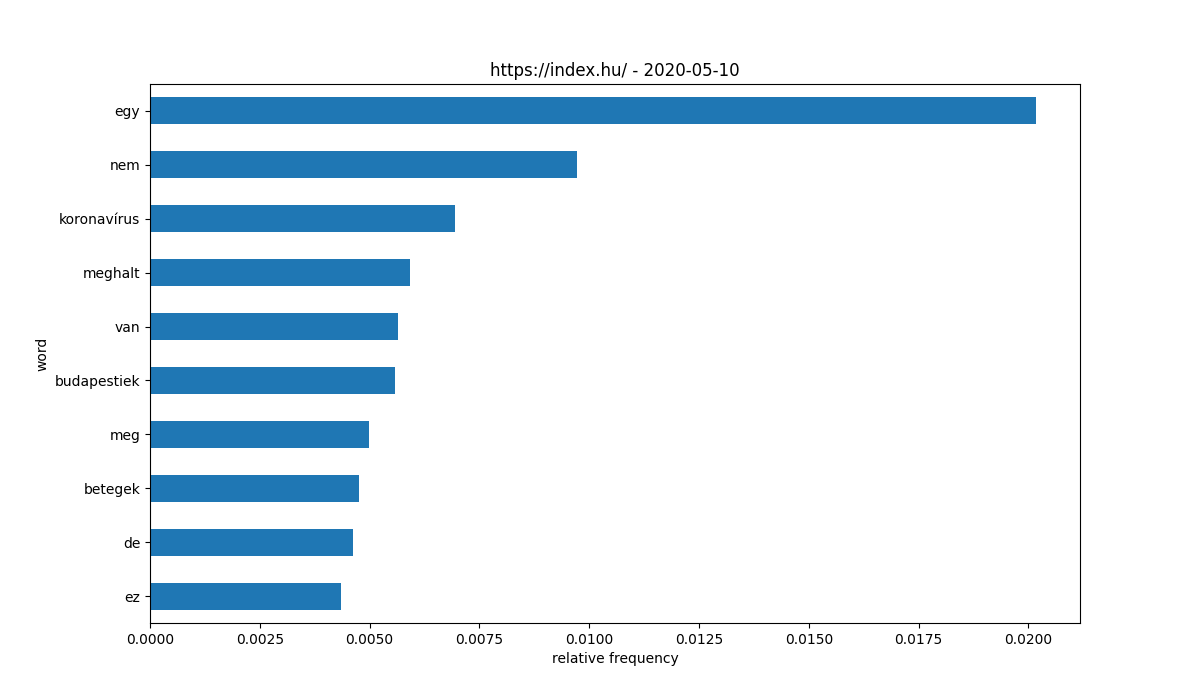 https://index.hu/ - 2020-05-10
egy
nem
koronavírus
meghalt
van
budapestiek
meg
betegek
de
ez
word
0.0000 0.0025 0.0050 0.0075 0.0100 0.0125 0.0150 0.0175 0.0200
relative frequency